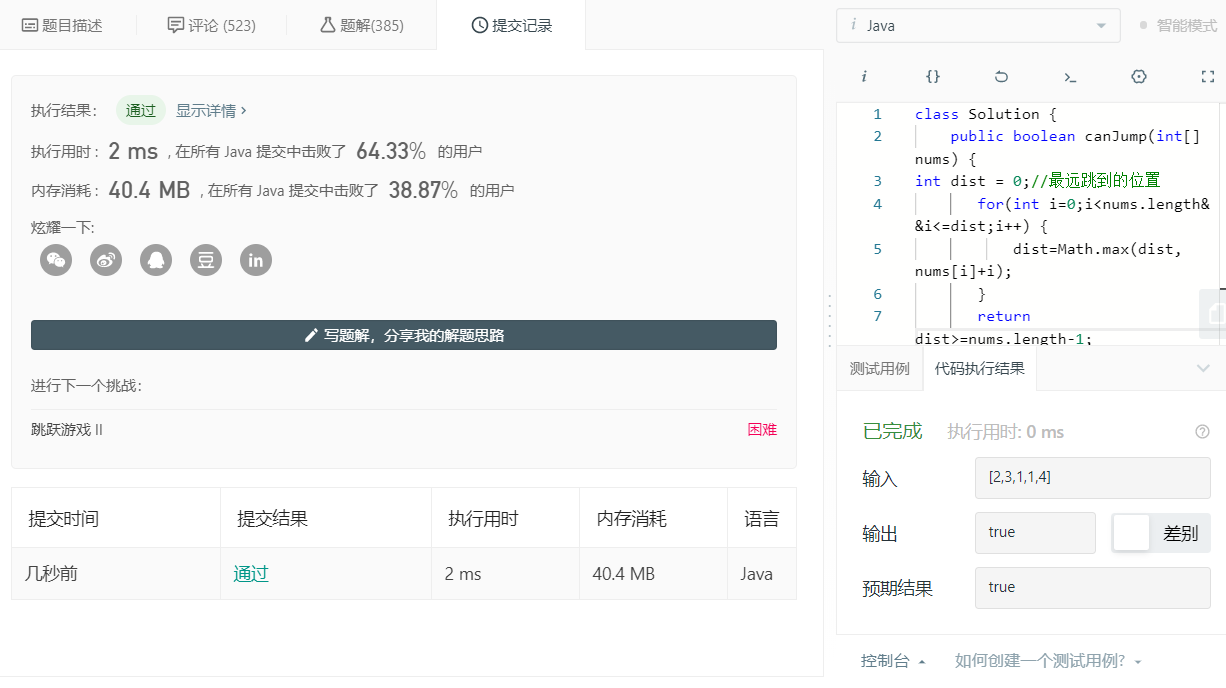 题目描述
评论 (523)
题解(385)
提交记录
执行结果：
通过
显示详情 ›
执行用时 : 2 ms , 在所有 Java 提交中击败了 64.33% 的用户
内存消耗 : 40.4 MB , 在所有 Java 提交中击败了 38.87% 的用户
炫耀一下:
写题解，分享我的解题思路
进行下一个挑战:
跳跃游戏 II
困难
提交时间 提交结果 执行用时 内存消耗 语言
几秒前 通过 2 ms 40.4 MB Java
i Java
智能模式
1 class Solution {
2 public boolean canJump(int[]
nums) {
3 int dist = 0;//最远跳到的位置
4 for(int i=0;i<nums.length&
&i<=dist;i++) {
5 dist=Math.max(dist,
nums[i]+i);
6 }
7 return
dist>=nums.length-1;
测试用例
代码执行结果
已完成 执行用时: 0 ms
输入 [2,3,1,1,4]
输出 true 差别
预期结果 true
控制台
如何创建一个测试用例?